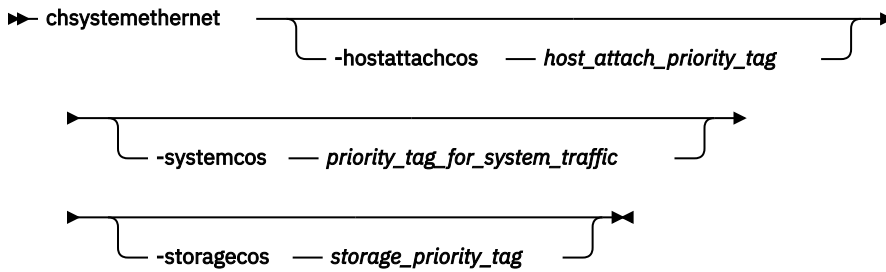 chsystemethernet
-hostattachcos host_attach_priority_tag
-systemcos priority_tag_for_system_traffic
-storagecos storage_priority_tag